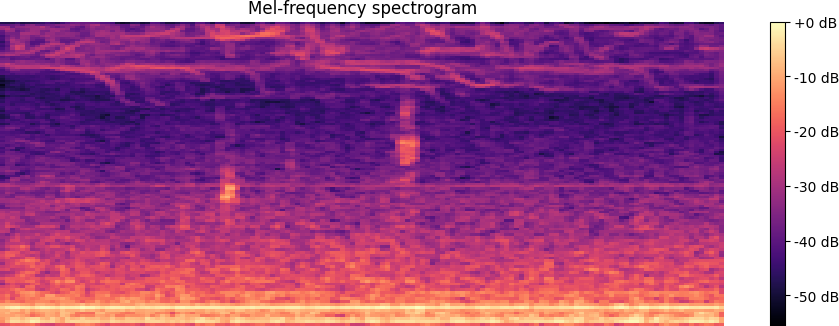 Mel-frequency spectrogram
+0 dB
-10 dB
-20 dB
-30 dB
-40 dB
-50 dB